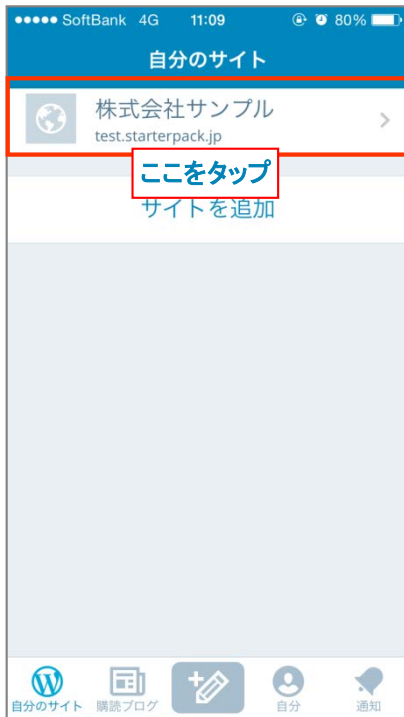 SoftBank 4G 11:09 80%
自分のサイト
株式会社サンプル
test.starterpack.jp
ここをタップ
サイトを追加
自分のサイト 購読ブログ 自分 通知